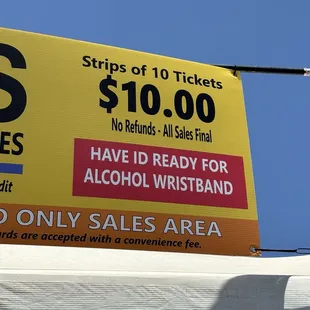 S
Strips of 10 Tickets
$10.00
No Refunds - All Sales Final
ES
HAVE ID READY FOR
ALCOHOL WRISTBAND
dit
D ONLY SALES AREA
ards are accepted with a convenience fee.